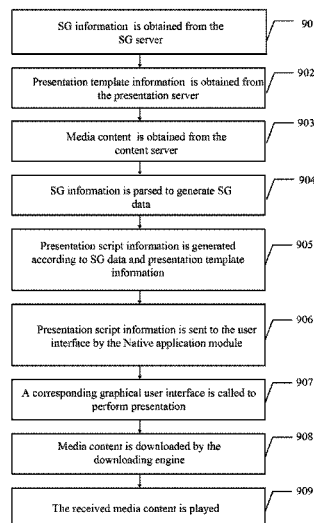 SG information is obtained from the
SG server
90
Presentation template information is obtained from
the presentation server
902
Media content is obtained from the
content server
903
SG information is parsed to generate SG
data
904
Presentation script information is generated
according to SG data and presentation template
information
905
Presentation script information is sent to the user
interface by the Native application module
906
A corresponding graphical user interface is called to
perform presentation
907
Media content is downloaded by the
downloading engine
908
The received media content is played
909